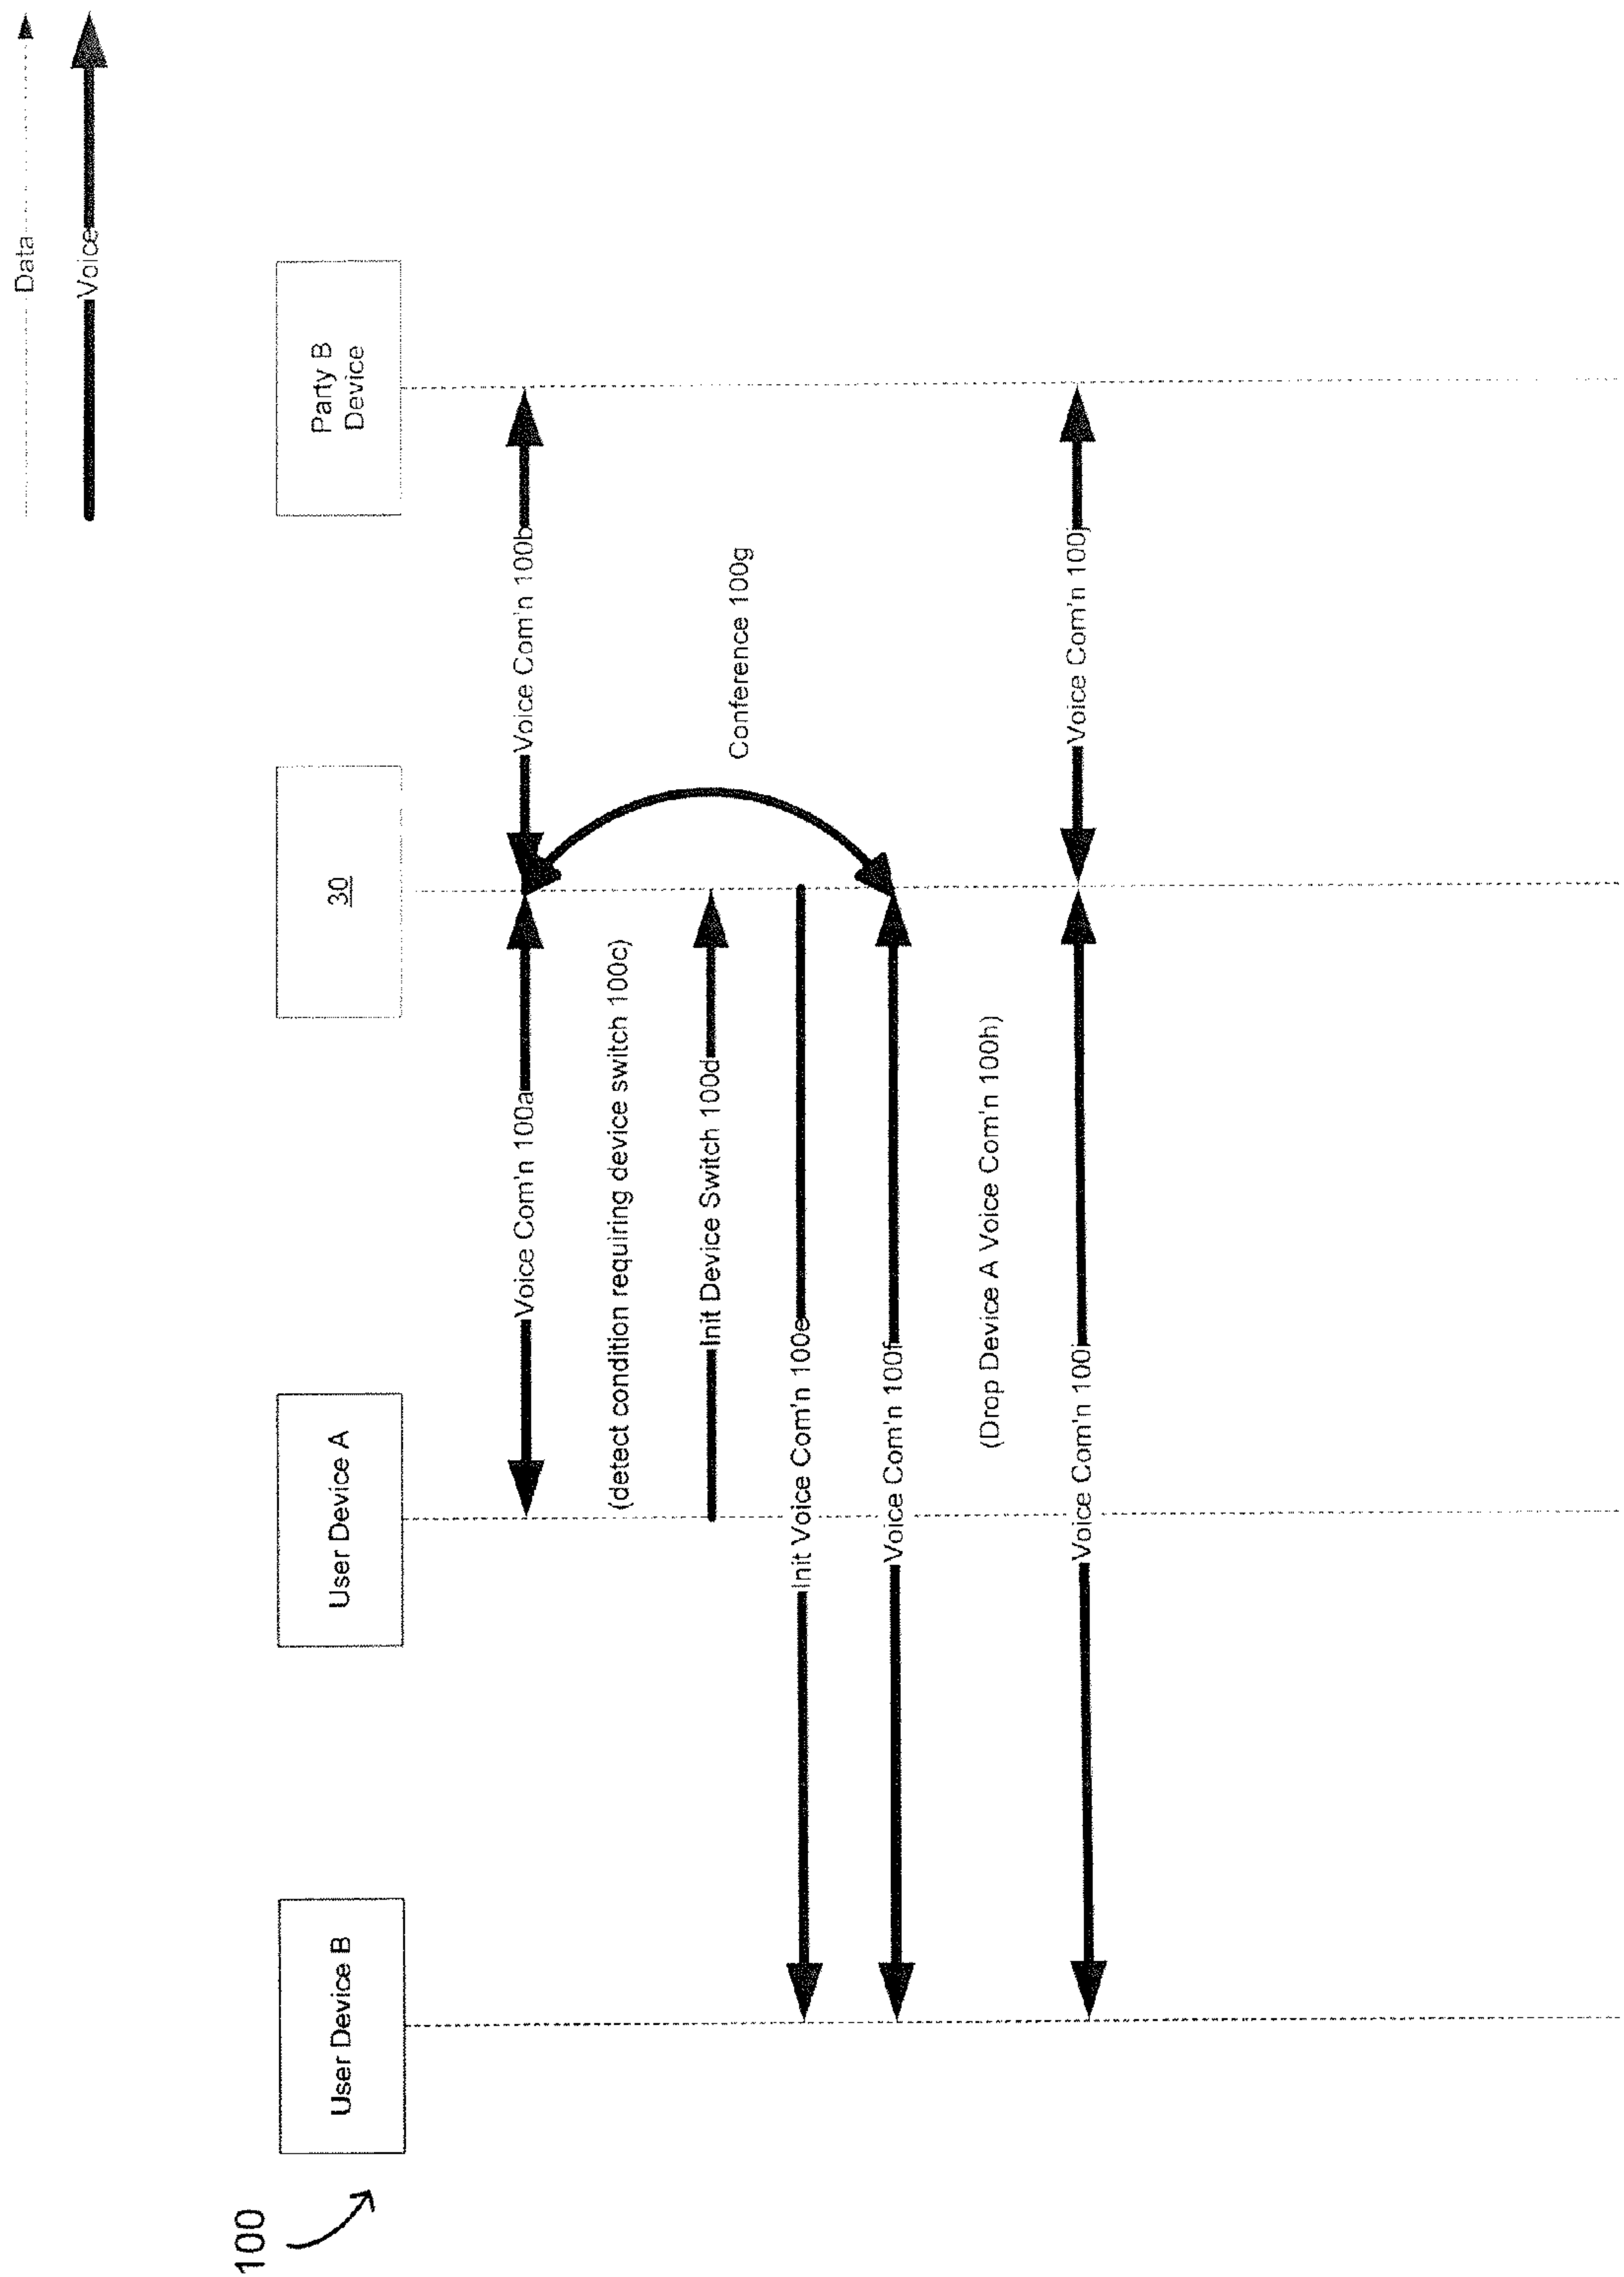 Data
Voice
100
User Device B
User Device A
30
Party B
Device
Voice Com'n 100a
Voice Com'n 100b
(detect condition requiring device switch 100c)
Init Device Switch 100d
Conference 100g
Init Voice Com'n 100e
Voice Com'n 100f
(Drop Device A Voice Com'n 100h)
Voice Com'n 100i
Voice Com'n 100j